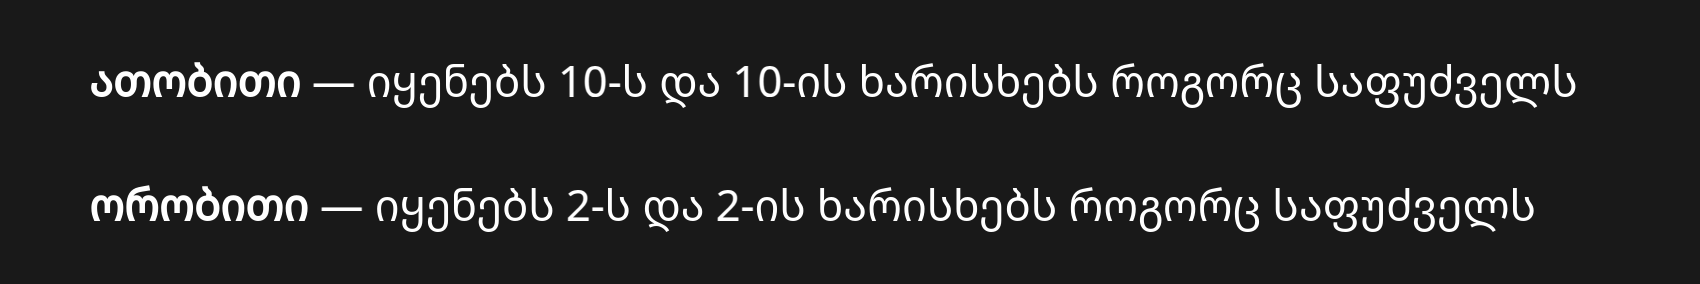 ათობითი — იყენებს 10-ს და 10-ის ხარისხებს როგორც საფუძველს
ორობითი — იყენებს 2-ს და 2-ის ხარისხებს როგორც საფუძველს